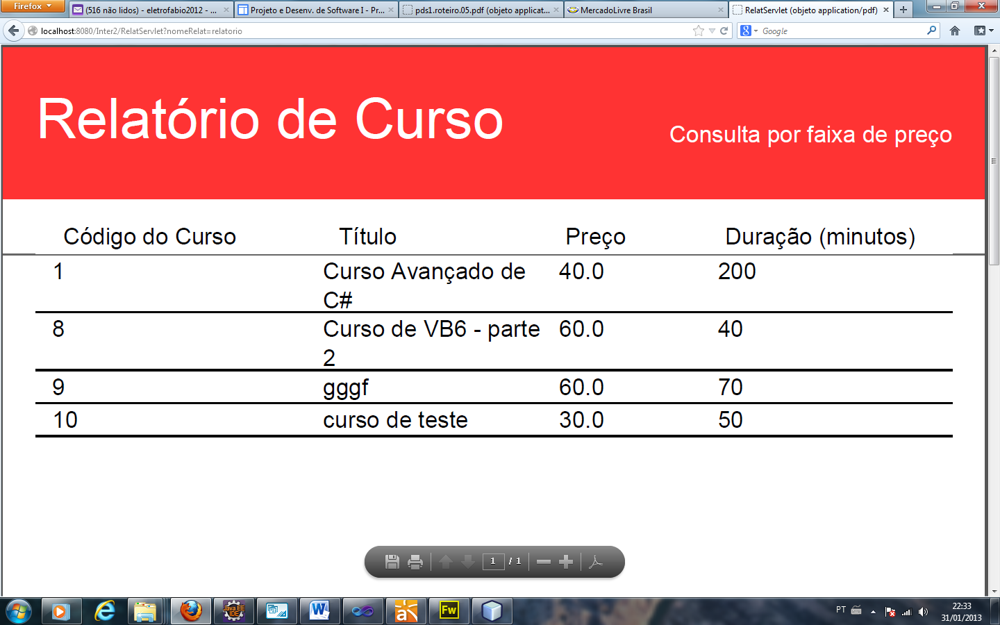 Firefox
(516 não lidos) - eletrofabio2012 - ...
Projeto e Desenv. de Software I - Pr...
pds1.roteiro.05.pdf (objeto applicat...
MercadoLivre Brasil
RelatServlet (objeto application/pdf)
localhost:8080/Inter2/RelatServlet?nomeRelat=relatorio
Google
Relatório de Curso
Consulta por faixa de preço
Código do Curso Título Preço Duração (minutos)
1 Curso Avançado de C# 40.0 200
8 Curso de VB6 - parte 2 60.0 40
9 gggf 60.0 70
10 curso de teste 30.0 50
1 / 1
Java EE
IDE
W
Fw
PT
22:33
31/01/2013